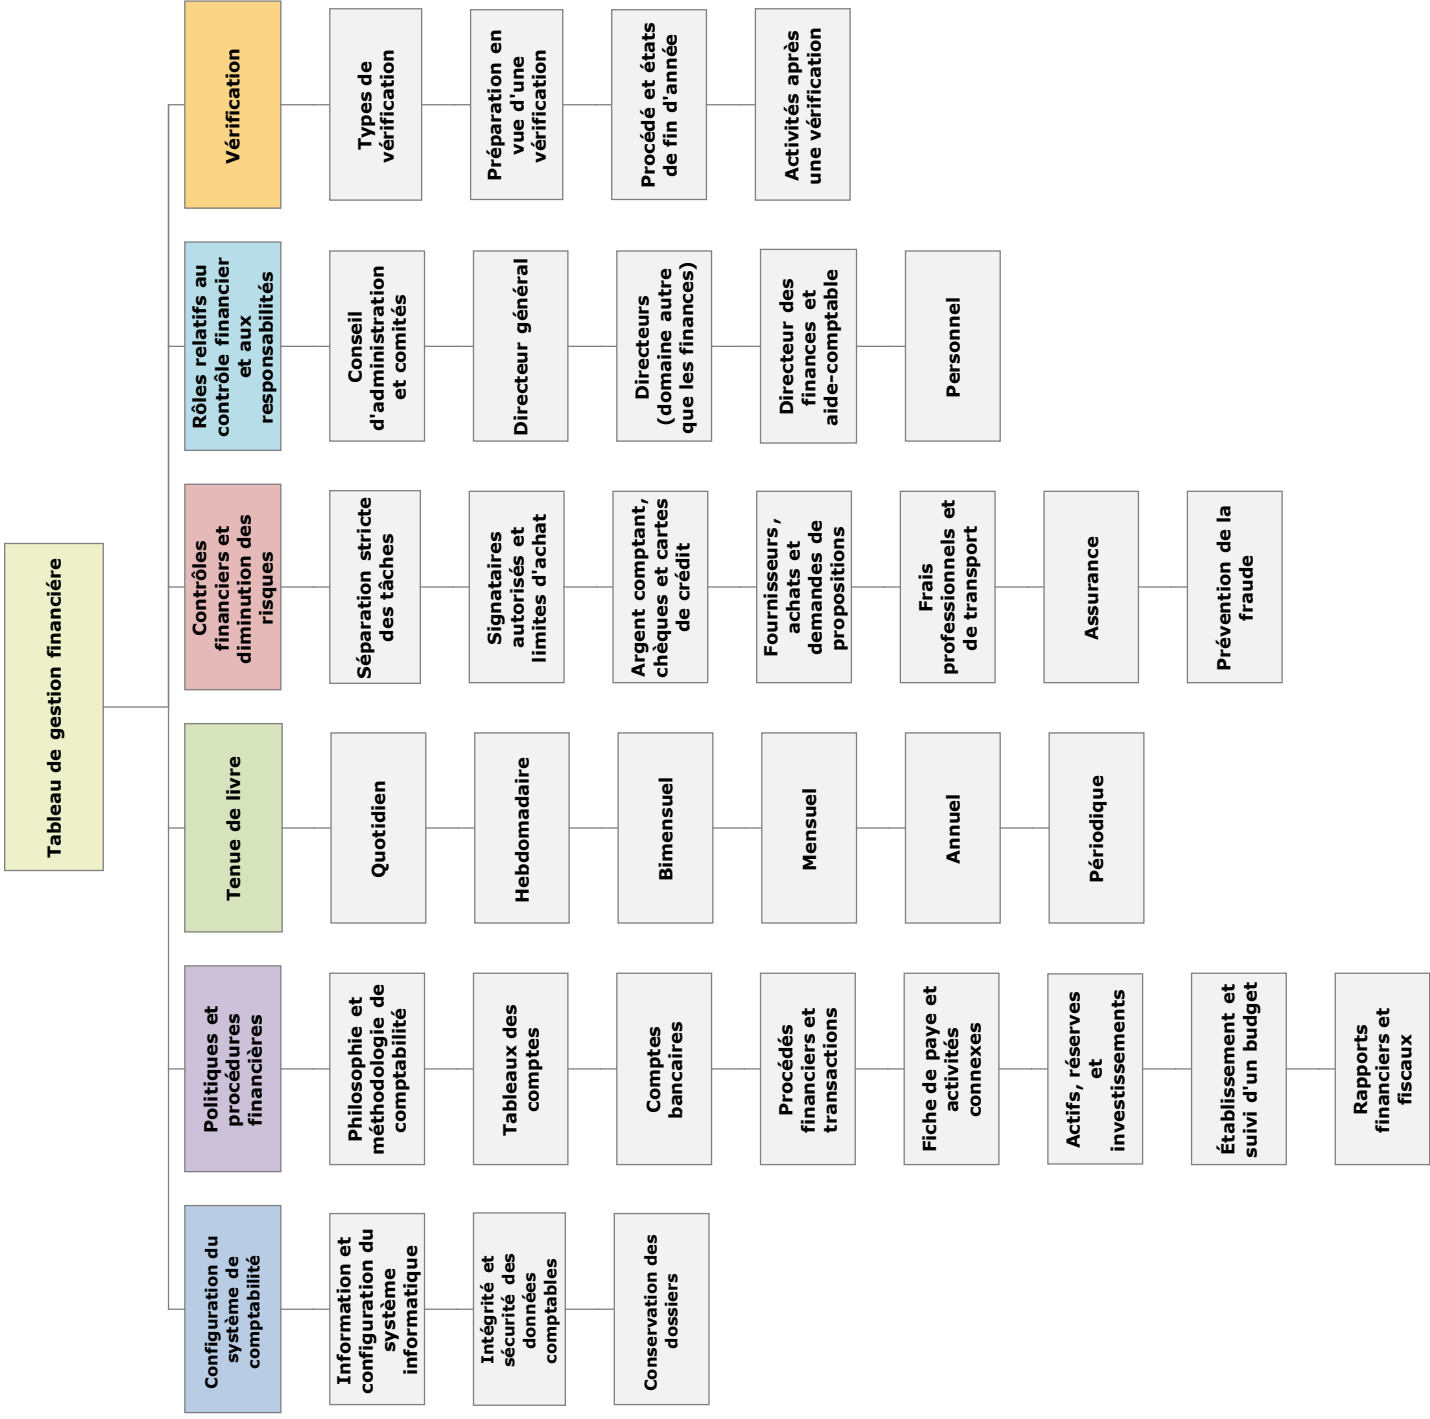 Tableau de gestion financiére
Configuration du
système de
comptabilité
Information et
configuration du
système
informatique
Intégrité et
sécurité des
données
comptables
Conservation des
dossiers
Politiques et
procédures
financières
Philosophie et
méthodologie de
comptabilité
Tableaux des
comptes
Comptes
bancaires
Procédés
financiers et
transactions
Fiche de paye et
activités
connexes
Actifs, réserves
et
investissements
Établissement et
suivi d'un budget
Rapports
financiers et
fiscaux
Tenue de livre
Quotidien
Hebdomadaire
Bimensuel
Mensuel
Annuel
Périodique
Contrôles
financiers et
diminution des
risques
Séparation stricte
des tâches
Signataires
autorisés et
limites d'achat
Argent comptant,
chèques et cartes
de crédit
Fournisseurs,
achats et
demandes de
propositions
Frais
professionnels et
de transport
Assurance
Prévention de la
fraude
Rôles relatifs au
contrôle financier
et aux
responsabilités
Conseil
d'administration
et comités
Directeur général
Directeurs
(domaine autre
que les finances)
Directeur des
finances et
aide-comptable
Personnel
Vérification
Types de
vérification
Préparation en
vue d'une
vérification
Procédé et états
de fin d'année
Activités après
une vérification